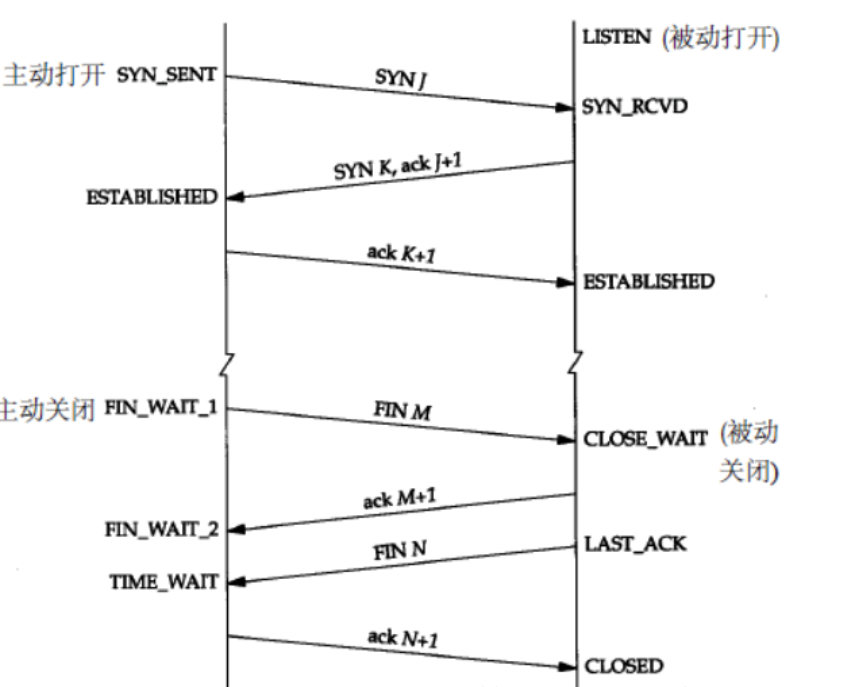 LISTEN (被动打开)
主动打开 SYN_SENT
SYN J
SYN_RCVD
SYN K, ack J+1
ESTABLISHED
ack K+1
ESTABLISHED
主动关闭 FIN_WAIT_1
FIN M
CLOSE_WAIT (被动
关闭)
ack M+1
FIN_WAIT_2
LAST_ACK
FIN N
TIME_WAIT
ack N+1
CLOSED